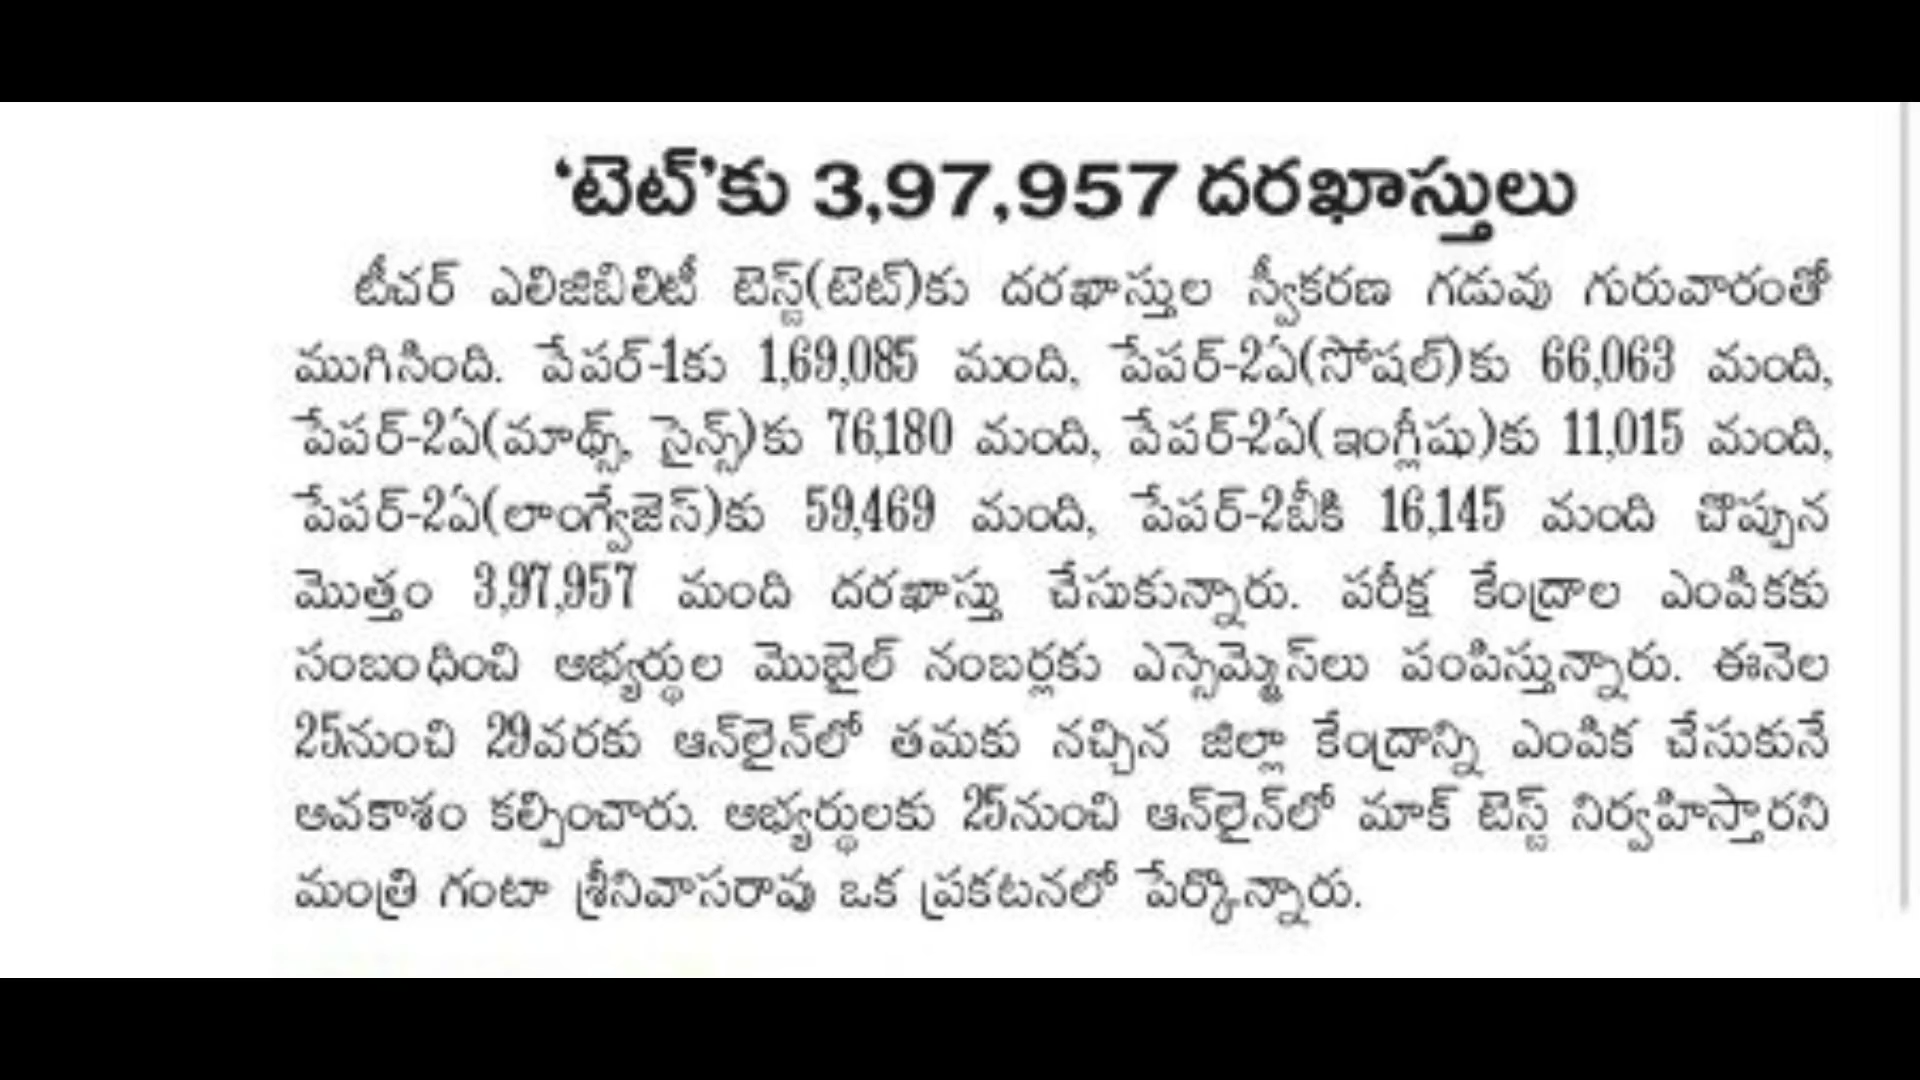 ‘టెట్’కు 3,97,957 దరఖాస్తులు
టీచర్ ఎలిజిబిలిటీ టెస్ట్(టెట్)కు దరఖాస్తుల స్వీకరణ గడువు గురువారంతో
ముగిసింది. పేపర్-1కు 1,69,085 మంది, పేపర్-2ఏ(సోషల్)కు 66,063 మంది,
పేపర్-2ఏ(మాథ్స్, సైన్స్)కు 76,180 మంది, పేపర్-2ఏ(ఇంగ్లీషు)కు 11,015 మంది,
పేపర్-2ఏ(లాంగ్వేజెస్)కు 59,469 మంది, పేపర్-2బీకి 16,145 మంది చొప్పున
మొత్తం 3,97,957 మంది దరఖాస్తు చేసుకున్నారు. పరీక్ష కేంద్రాల ఎంపికకు
సంబంధించి అభ్యర్థుల మొబైల్ నంబర్లకు ఎస్సెమ్మెస్‌లు పంపిస్తున్నారు. ఈనెల
25నుంచి 29వరకు ఆన్‌లైన్‌లో తమకు నచ్చిన జిల్లా కేంద్రాన్ని ఎంపిక చేసుకునే
అవకాశం కల్పించారు. అభ్యర్థులకు 25నుంచి ఆన్‌లైన్‌లో మాక్ టెస్ట్ నిర్వహిస్తారని
మంత్రి గంటా శ్రీనివాసరావు ఒక ప్రకటనలో పేర్కొన్నారు.